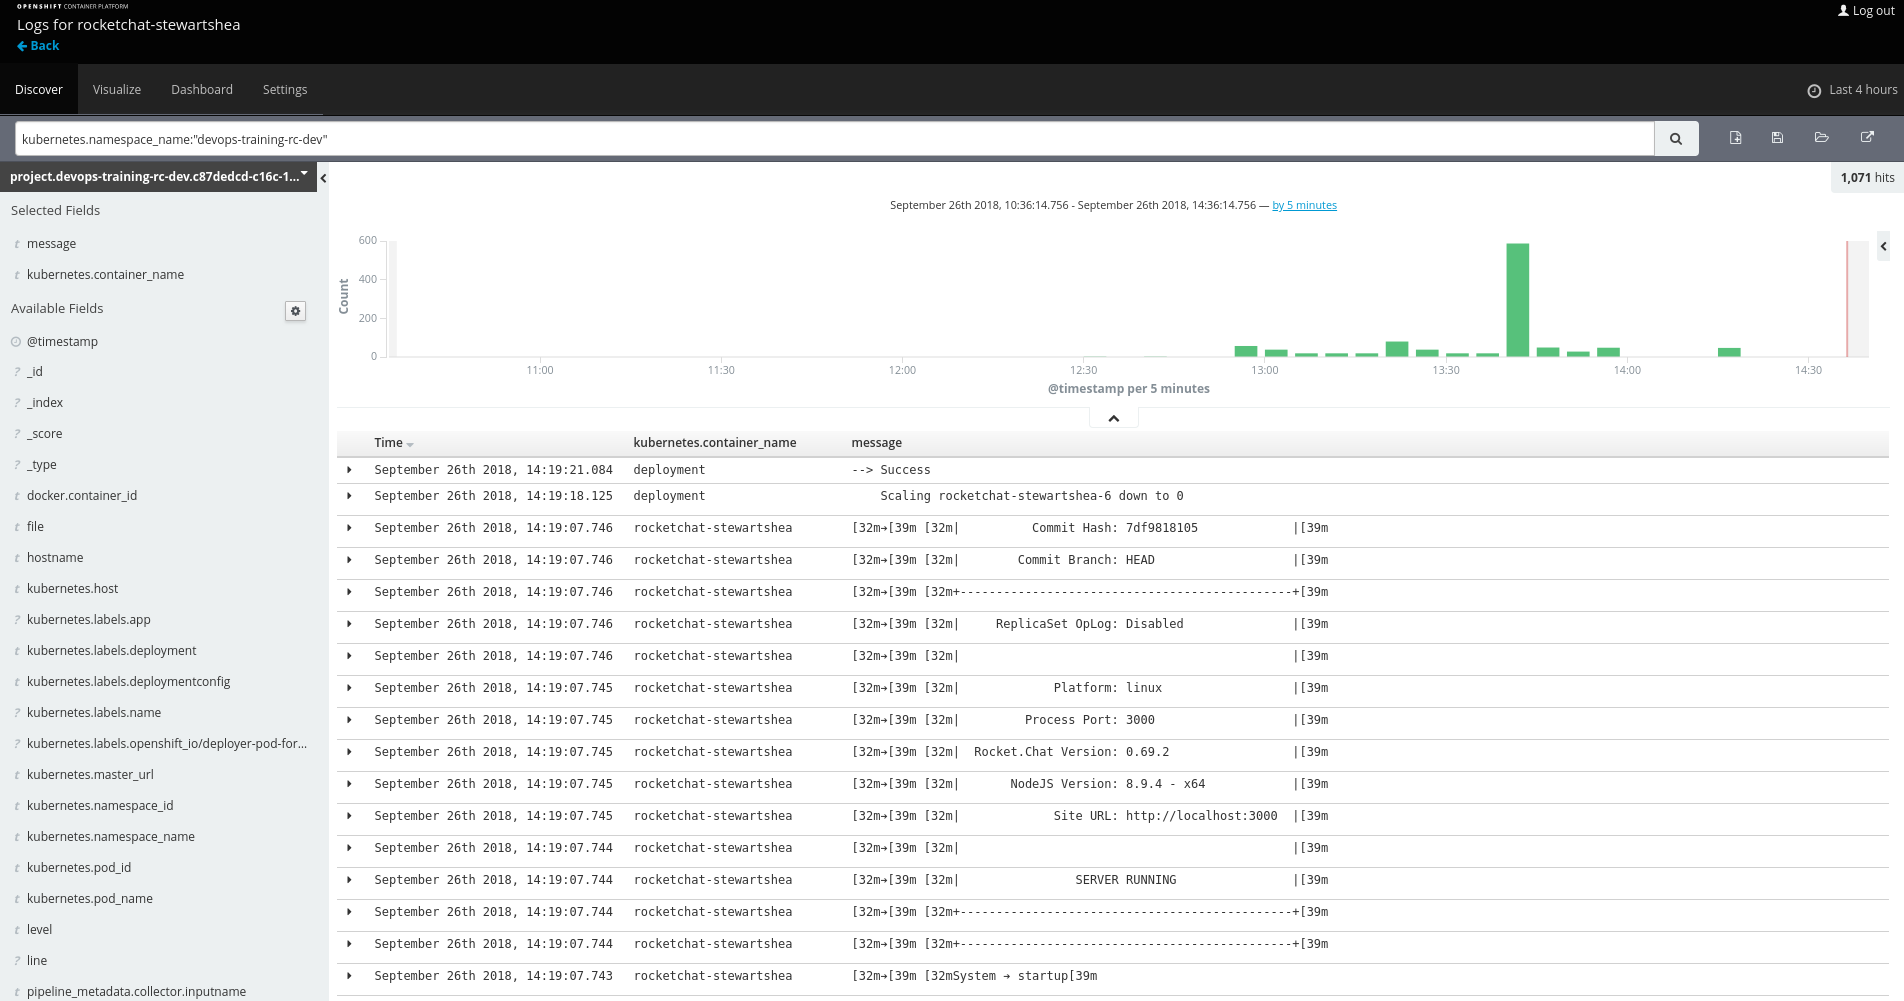 OPENSHIFT CONTAINER PLATFORM
Logs for rocketchat-stewartshea
Back
Log out
Discover Visualize Dashboard Settings
Last 4 hours
kubernetes.namespace_name:"devops-training-rc-dev"
project.devops-training-rc-dev.c87dedcd-c16c-1...
1,071 hits
Selected Fields
t message
t kubernetes.container_name
Available Fields
@timestamp
? _id
? _index
? _score
? _type
t docker.container_id
t file
t hostname
t kubernetes.host
? kubernetes.labels.app
t kubernetes.labels.deployment
t kubernetes.labels.deploymentconfig
? kubernetes.labels.name
? kubernetes.labels.openshift_io/deployer-pod-for...
t kubernetes.master_url
t kubernetes.namespace_id
t kubernetes.namespace_name
t kubernetes.pod_id
t kubernetes.pod_name
t level
t line
t pipeline_metadata.collector.inputname
September 26th 2018, 10:36:14.756 - September 26th 2018, 14:36:14.756 — by 5 minutes
Count
600
400
200
0
11:00 11:30 12:00 12:30 13:00 13:30 14:00 14:30
@timestamp per 5 minutes
Time kubernetes.container_name message
September 26th 2018, 14:19:21.084 deployment --> Success
September 26th 2018, 14:19:18.125 deployment Scaling rocketchat-stewartshea-6 down to 0
September 26th 2018, 14:19:07.746 rocketchat-stewartshea [32m→[39m [32m| Commit Hash: 7df9818105 |[39m
September 26th 2018, 14:19:07.746 rocketchat-stewartshea [32m→[39m [32m| Commit Branch: HEAD |[39m
September 26th 2018, 14:19:07.746 rocketchat-stewartshea [32m→[39m [32m+----------------------------------------------+[39m
September 26th 2018, 14:19:07.746 rocketchat-stewartshea [32m→[39m [32m| ReplicaSet OpLog: Disabled |[39m
September 26th 2018, 14:19:07.746 rocketchat-stewartshea [32m→[39m [32m| |[39m
September 26th 2018, 14:19:07.745 rocketchat-stewartshea [32m→[39m [32m| Platform: linux |[39m
September 26th 2018, 14:19:07.745 rocketchat-stewartshea [32m→[39m [32m| Process Port: 3000 |[39m
September 26th 2018, 14:19:07.745 rocketchat-stewartshea [32m→[39m [32m| Rocket.Chat Version: 0.69.2 |[39m
September 26th 2018, 14:19:07.745 rocketchat-stewartshea [32m→[39m [32m| NodeJS Version: 8.9.4 - x64 |[39m
September 26th 2018, 14:19:07.745 rocketchat-stewartshea [32m→[39m [32m| Site URL: http://localhost:3000 |[39m
September 26th 2018, 14:19:07.744 rocketchat-stewartshea [32m→[39m [32m| |[39m
September 26th 2018, 14:19:07.744 rocketchat-stewartshea [32m→[39m [32m| SERVER RUNNING |[39m
September 26th 2018, 14:19:07.744 rocketchat-stewartshea [32m→[39m [32m+----------------------------------------------+[39m
September 26th 2018, 14:19:07.744 rocketchat-stewartshea [32m→[39m [32m+----------------------------------------------+[39m
September 26th 2018, 14:19:07.743 rocketchat-stewartshea [32m→[39m [32mSystem → startup[39m